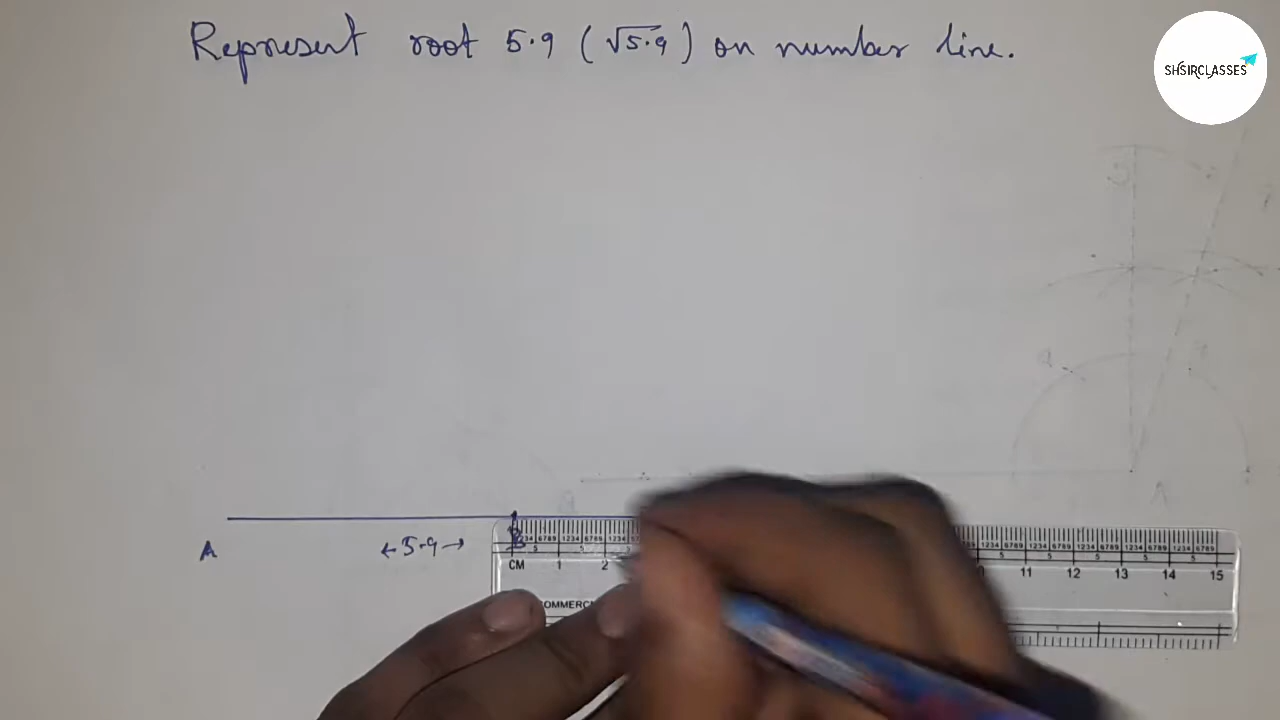 Represent root 5.9 (√5.9) on number line.
SHSIRCLASSES
A ←5.9→ B
CM 1 2 11 12 13 14 15